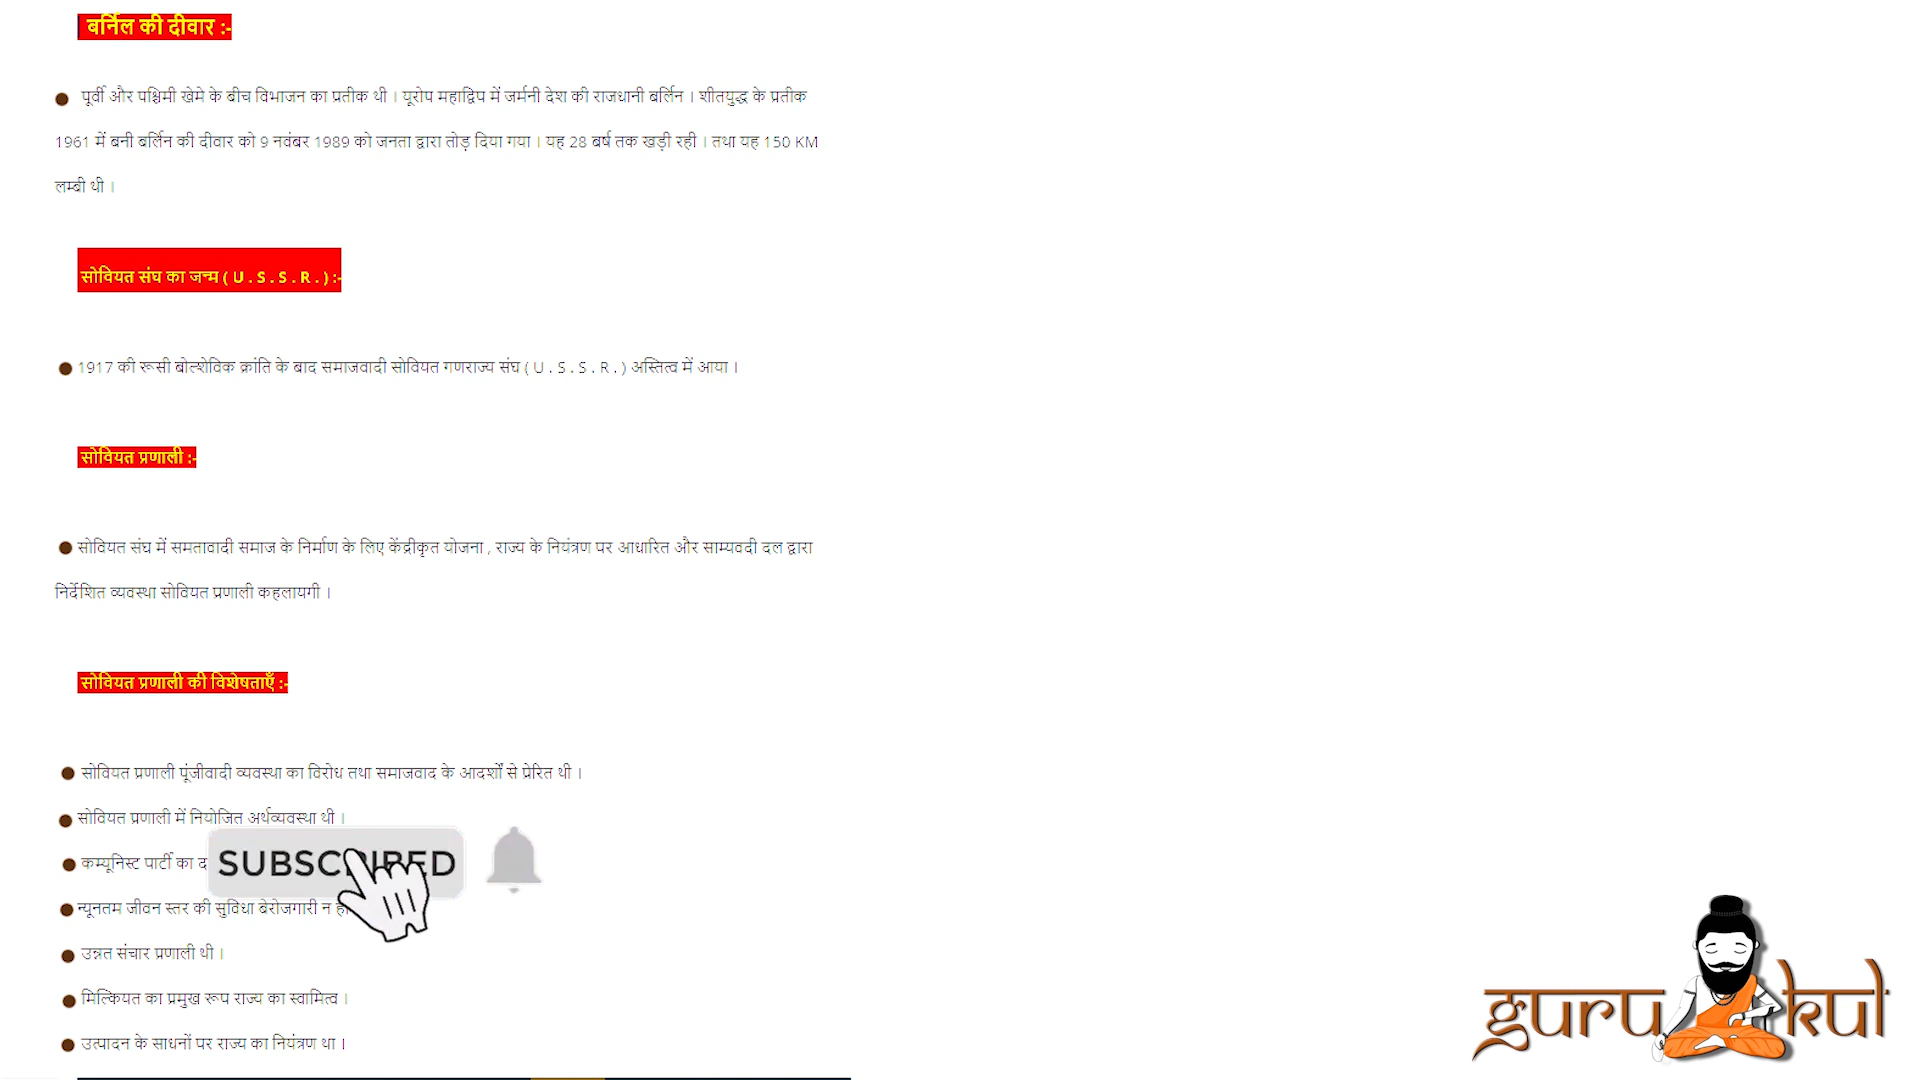 बर्निल की दीवार :-
पूर्वी और पश्चिमी खेमे के बीच विभाजन का प्रतीक थी । यूरोप महाद्विप में जर्मनी देश की राजधानी बर्लिन । शीतयुद्ध के प्रतीक
1961 में बनी बर्लिन की दीवार को 9 नवंबर 1989 को जनता द्वारा तोड़ दिया गया । यह 28 बर्ष तक खड़ी रही । तथा यह 150 KM
लम्बी थी ।
सोवियत संघ का जन्म ( U . S . S . R . ) :-
1917 की रूसी बोल्शेविक क्रांति के बाद समाजवादी सोवियत गणराज्य संघ ( U . S . S . R . ) अस्तित्व में आया ।
सोवियत प्रणाली :-
सोवियत संघ में समतावादी समाज के निर्माण के लिए केंद्रीकृत योजना , राज्य के नियंत्रण पर आधारित और साम्यवदी दल द्वारा
निर्देशित व्यवस्था सोवियत प्रणाली कहलायगी ।
सोवियत प्रणाली की विशेषताएँ :-
सोवियत प्रणाली पूंजीवादी व्यवस्था का विरोध तथा समाजवाद के आदर्शों से प्रेरित थी ।
सोवियत प्रणाली में नियोजित अर्थव्यवस्था थी ।
कम्यूनिस्ट पार्टी का
SUBSCRIBED
न्यूनतम जीवन स्तर की सुविधा बेरोजगारी न
उन्नत संचार प्रणाली थी ।
मिल्कियत का प्रमुख रूप राज्य का स्वामित्व ।
उत्पादन के साधनों पर राज्य का नियंत्रण था ।
gurukul